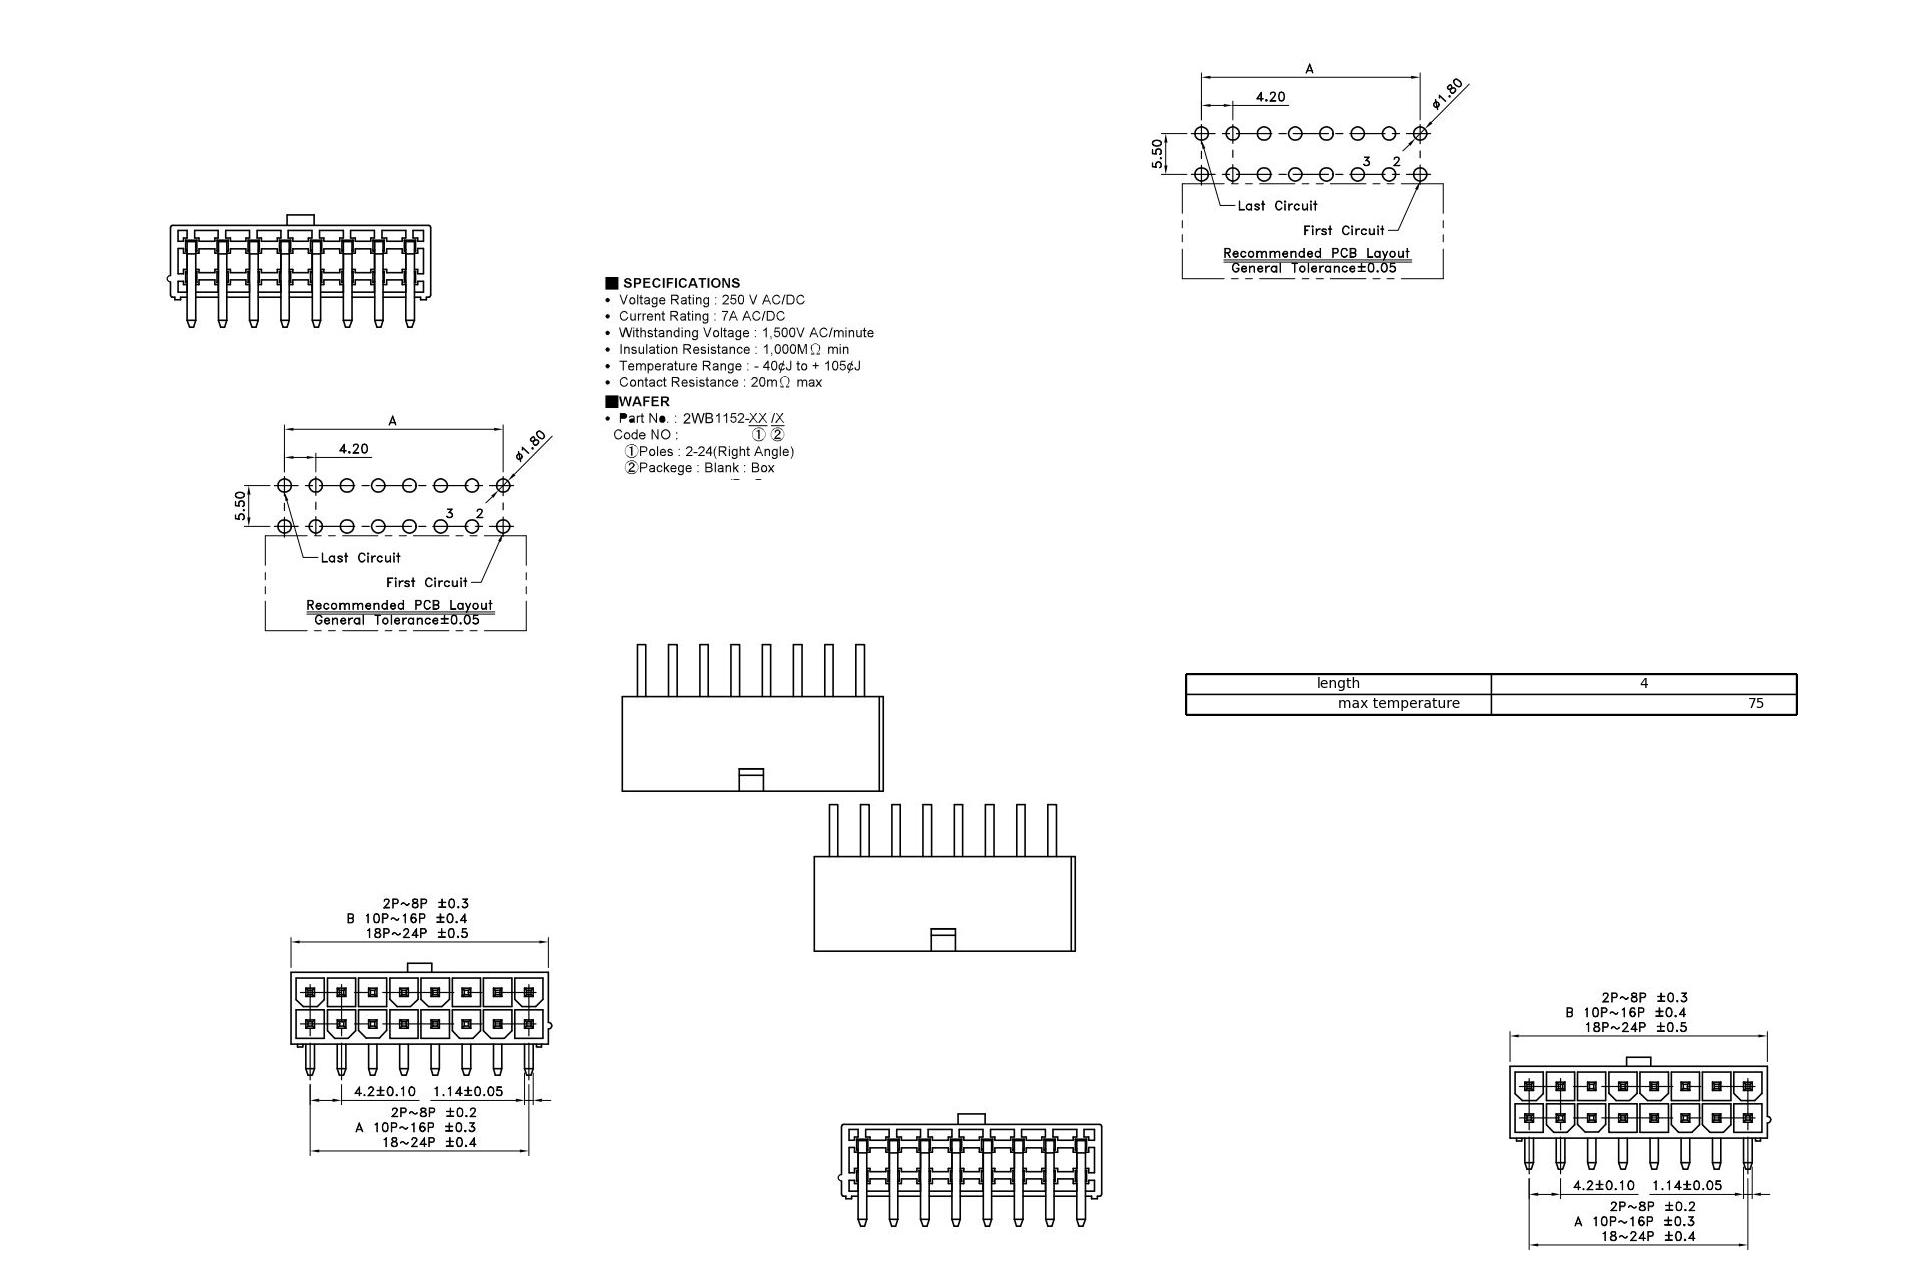 A
4.20
ø1.80
5.50
3 2
Last Circuit
First Circuit
Recommended PCB Layout
General Tolerance±0.05
■ SPECIFICATIONS
• Voltage Rating : 250 V AC/DC
• Current Rating : 7A AC/DC
• Withstanding Voltage : 1,500V AC/minute
• Insulation Resistance : 1,000MΩ min
• Temperature Range : - 40¢J to + 105¢J
• Contact Resistance : 20mΩ max
■WAFER
• Part No. : 2WB1152-XX /X
Code NO : ① ②
①Poles : 2-24(Right Angle)
②Packege : Blank : Box
A
4.20
ø1.80
5.50
3 2
Last Circuit
First Circuit
Recommended PCB Layout
General Tolerance±0.05
length 4
max temperature 75
2P~8P ±0.3
B 10P~16P ±0.4
18P~24P ±0.5
4.2±0.10 1.14±0.05
2P~8P ±0.2
A 10P~16P ±0.3
18~24P ±0.4
2P~8P ±0.3
B 10P~16P ±0.4
18P~24P ±0.5
4.2±0.10 1.14±0.05
2P~8P ±0.2
A 10P~16P ±0.3
18~24P ±0.4